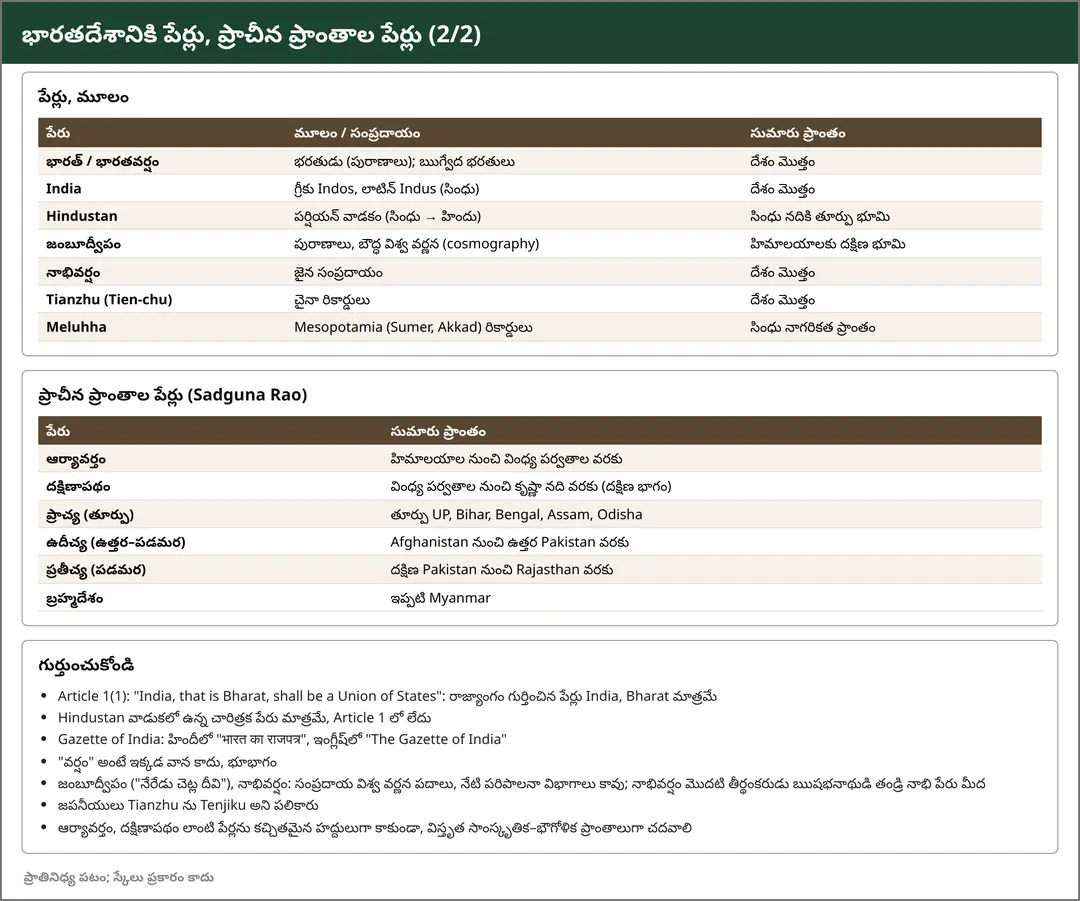 భారతదేశానికి పేర్లు, ప్రాచీన ప్రాంతాల పేర్లు (2/2)
పేర్లు, మూలం
పేరు మూలం / సంప్రదాయం సుమారు ప్రాంతం
భారత్ / భారతవర్షం భరతుడు (పురాణాలు); ఋగ్వేద భరతులు దేశం మొత్తం
India గ్రీకు Indos, లాటిన్ Indus (సింధు) దేశం మొత్తం
Hindustan పర్షియన్ వాడకం (సింధు → హిందు) సింధు నదికి తూర్పు భూమి
జంబూద్వీపం పురాణాలు, బౌద్ధ విశ్వ వర్ణన (cosmography) హిమాలయాలకు దక్షిణ భూమి
నాభివర్షం జైన సంప్రదాయం దేశం మొత్తం
Tianzhu (Tien-chu) చైనా రికార్డులు దేశం మొత్తం
Meluhha Mesopotamia (Sumer, Akkad) రికార్డులు సింధు నాగరికత ప్రాంతం
ప్రాచీన ప్రాంతాల పేర్లు (Sadguna Rao)
పేరు సుమారు ప్రాంతం
ఆర్యావర్తం హిమాలయాల నుంచి వింధ్య పర్వతాల వరకు
దక్షిణాపథం వింధ్య పర్వతాల నుంచి కృష్ణా నది వరకు (దక్షిణ భాగం)
ప్రాచ్య (తూర్పు) తూర్పు UP, Bihar, Bengal, Assam, Odisha
ఉదీచ్య (ఉత్తర–పడమర) Afghanistan నుంచి ఉత్తర Pakistan వరకు
ప్రతీచ్య (పడమర) దక్షిణ Pakistan నుంచి Rajasthan వరకు
బ్రహ్మదేశం ఇప్పటి Myanmar
గుర్తుంచుకోండి
• Article 1(1): "India, that is Bharat, shall be a Union of States": రాజ్యాంగం గుర్తించిన పేర్లు India, Bharat మాత్రమే
• Hindustan వాడుకలో ఉన్న చారిత్రక పేరు మాత్రమే, Article 1 లో లేదు
• Gazette of India: హిందీలో "भारत का राजपत्र", ఇంగ్లీష్‌లో "The Gazette of India"
• "వర్షం" అంటే ఇక్కడ వాన కాదు, భూభాగం
• జంబూద్వీపం ("నేరేడు చెట్ల దీవి"), నాభివర్షం: సంప్రదాయ విశ్వ వర్ణన పదాలు, నేటి పరిపాలనా విభాగాలు కావు; నాభివర్షం మొదటి తీర్థంకరుడు ఋషభనాథుడి తండ్రి నాభి పేరు మీద
• జపనీయులు Tianzhu ను Tenjiku అని పలికారు
• ఆర్యావర్తం, దక్షిణాపథం లాంటి పేర్లను కచ్చితమైన హద్దులుగా కాకుండా, విస్తృత సాంస్కృతిక–భౌగోళిక ప్రాంతాలుగా చదవాలి
ప్రాతినిధ్య పటం; స్కేలు ప్రకారం కాదు